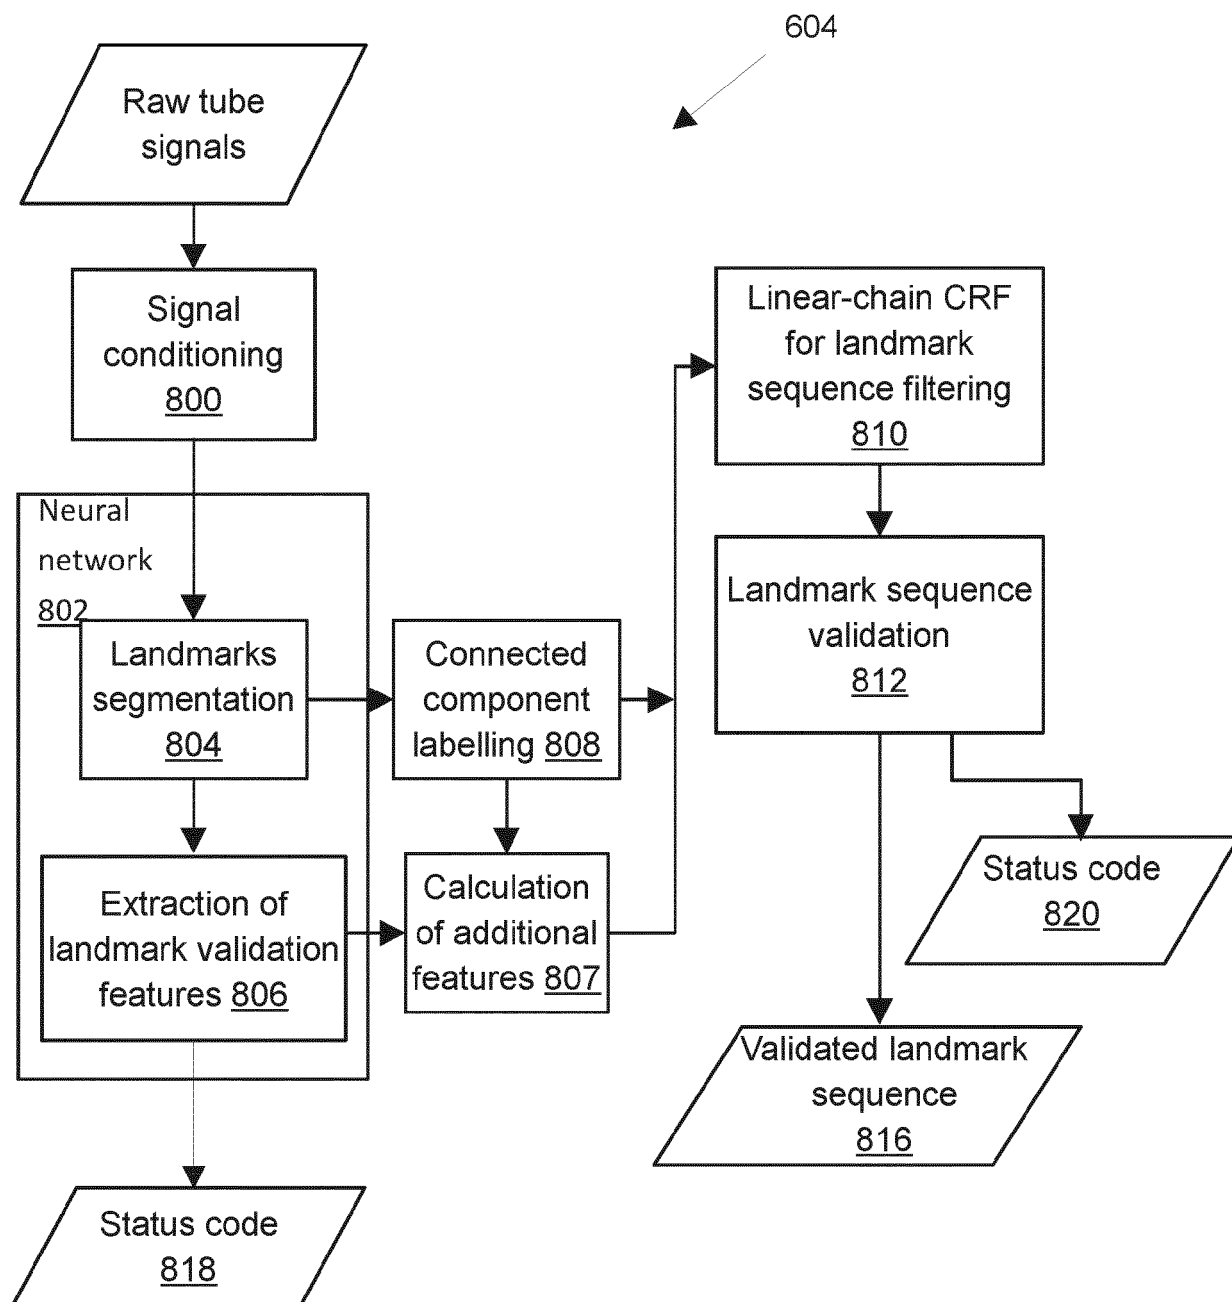 604
Raw tube
signals
Signal
conditioning
800
Neural
network
802
Landmarks
segmentation
804
Extraction of
landmark validation
features 806
Status code
818
Connected
component
labelling 808
Calculation
of additional
features 807
Linear-chain CRF
for landmark
sequence filtering
810
Landmark sequence
validation
812
Status code
820
Validated landmark
sequence
816